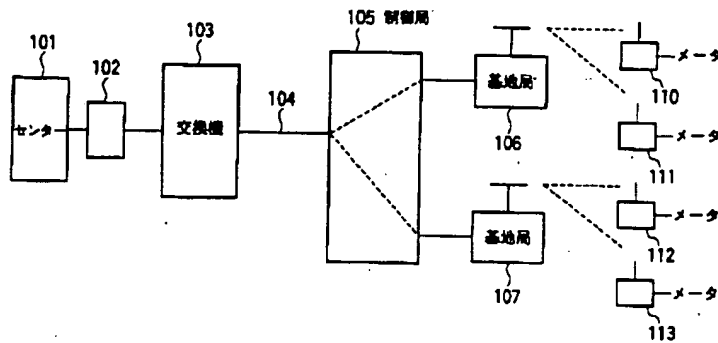 105 制御局
101
102
103
センタ
交換機
104
基地局
106
メータ
110
メータ
111
基地局
107
メータ
112
メータ
113